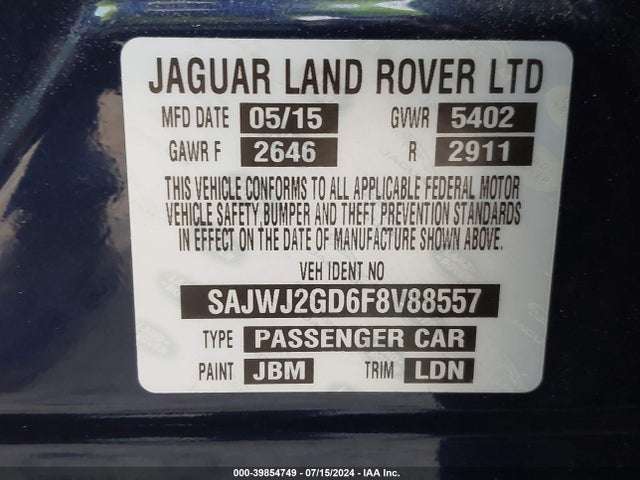 JAGUAR LAND ROVER LTD
MFD DATE 05/15 GVWR 5402
GAWR F 2646 R 2911
THIS VEHICLE CONFORMS TO ALL APPLICABLE FEDERAL MOTOR
VEHICLE SAFETY,BUMPER AND THEFT PREVENTION STANDARDS
IN EFFECT ON THE DATE OF MANUFACTURE SHOWN ABOVE.
VEH IDENT NO
SAJWJ2GD6F8V88557
TYPE PASSENGER CAR
PAINT JBM TRIM LDN
000-39854749 - 07/15/2024 - IAA Inc.